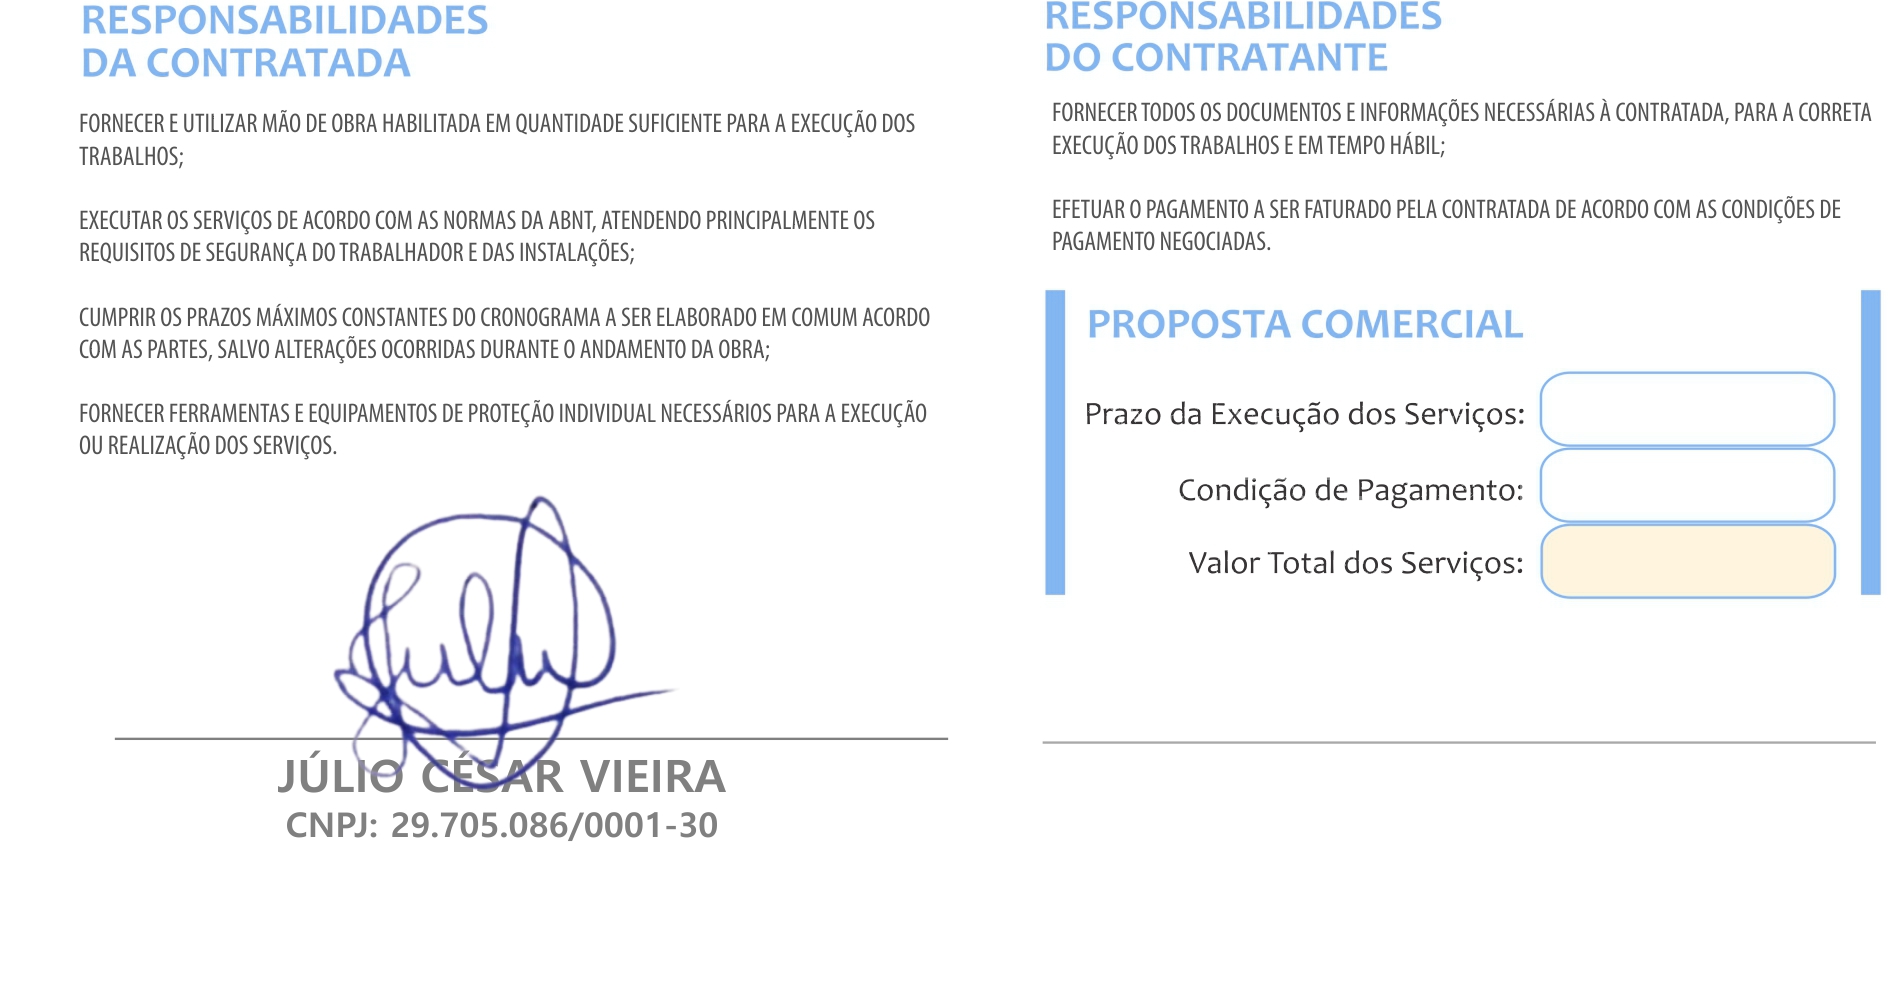 RESPONSABILIDADES
DA CONTRATADA
FORNECER E UTILIZAR MÃO DE OBRA HABILITADA EM QUANTIDADE SUFICIENTE PARA A EXECUÇÃO DOS
TRABALHOS;
EXECUTAR OS SERVIÇOS DE ACORDO COM AS NORMAS DA ABNT, ATENDENDO PRINCIPALMENTE OS
REQUISITOS DE SEGURANÇA DO TRABALHADOR E DAS INSTALAÇÕES;
CUMPRIR OS PRAZOS MÁXIMOS CONSTANTES DO CRONOGRAMA A SER ELABORADO EM COMUM ACORDO
COM AS PARTES, SALVO ALTERAÇÕES OCORRIDAS DURANTE O ANDAMENTO DA OBRA;
FORNECER FERRAMENTAS E EQUIPAMENTOS DE PROTEÇÃO INDIVIDUAL NECESSÁRIOS PARA A EXECUÇÃO
OU REALIZAÇÃO DOS SERVIÇOS.
JÚLIO CÉSAR VIEIRA
CNPJ: 29.705.086/0001-30
RESPONSABILIDADES
DO CONTRATANTE
FORNECER TODOS OS DOCUMENTOS E INFORMAÇÕES NECESSÁRIAS À CONTRATADA, PARA A CORRETA
EXECUÇÃO DOS TRABALHOS E EM TEMPO HÁBIL;
EFETUAR O PAGAMENTO A SER FATURADO PELA CONTRATADA DE ACORDO COM AS CONDIÇÕES DE
PAGAMENTO NEGOCIADAS.
PROPOSTA COMERCIAL
Prazo da Execução dos Serviços:
Condição de Pagamento:
Valor Total dos Serviços: